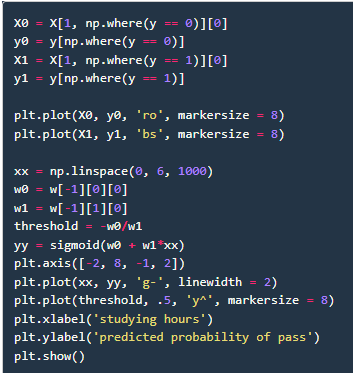 X0 = X[1, np.where(y == 0)][0]
y0 = y[np.where(y == 0)]
X1 = X[1, np.where(y == 1)][0]
y1 = y[np.where(y == 1)]

plt.plot(X0, y0, 'ro', markersize = 8)
plt.plot(X1, y1, 'bs', markersize = 8)

xx = np.linspace(0, 6, 1000)
w0 = w[-1][0][0]
w1 = w[-1][1][0]
threshold = -w0/w1
yy = sigmoid(w0 + w1*xx)
plt.axis([-2, 8, -1, 2])
plt.plot(xx, yy, 'g-', linewidth = 2)
plt.plot(threshold, .5, 'y^', markersize = 8)
plt.xlabel('studying hours')
plt.ylabel('predicted probability of pass')
plt.show()